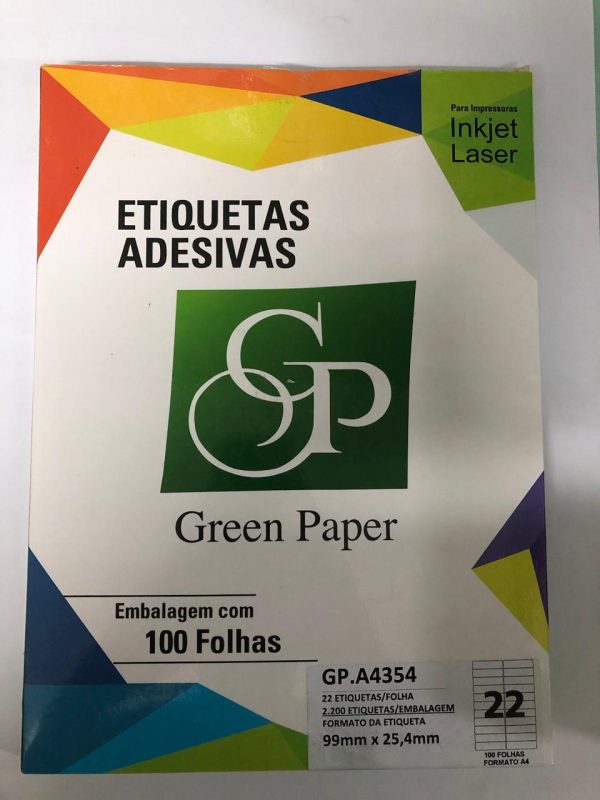 Para Impressoras
Inkjet
Laser
ETIQUETAS
ADESIVAS
GP
Green Paper
Embalagem com
100 Folhas
GP.A4354
22 ETIQUETAS/FOLHA
2.200 ETIQUETAS/EMBALAGEM
FORMATO DA ETIQUETA
99mm x 25,4mm
22
100 FOLHAS
FORMATO A4